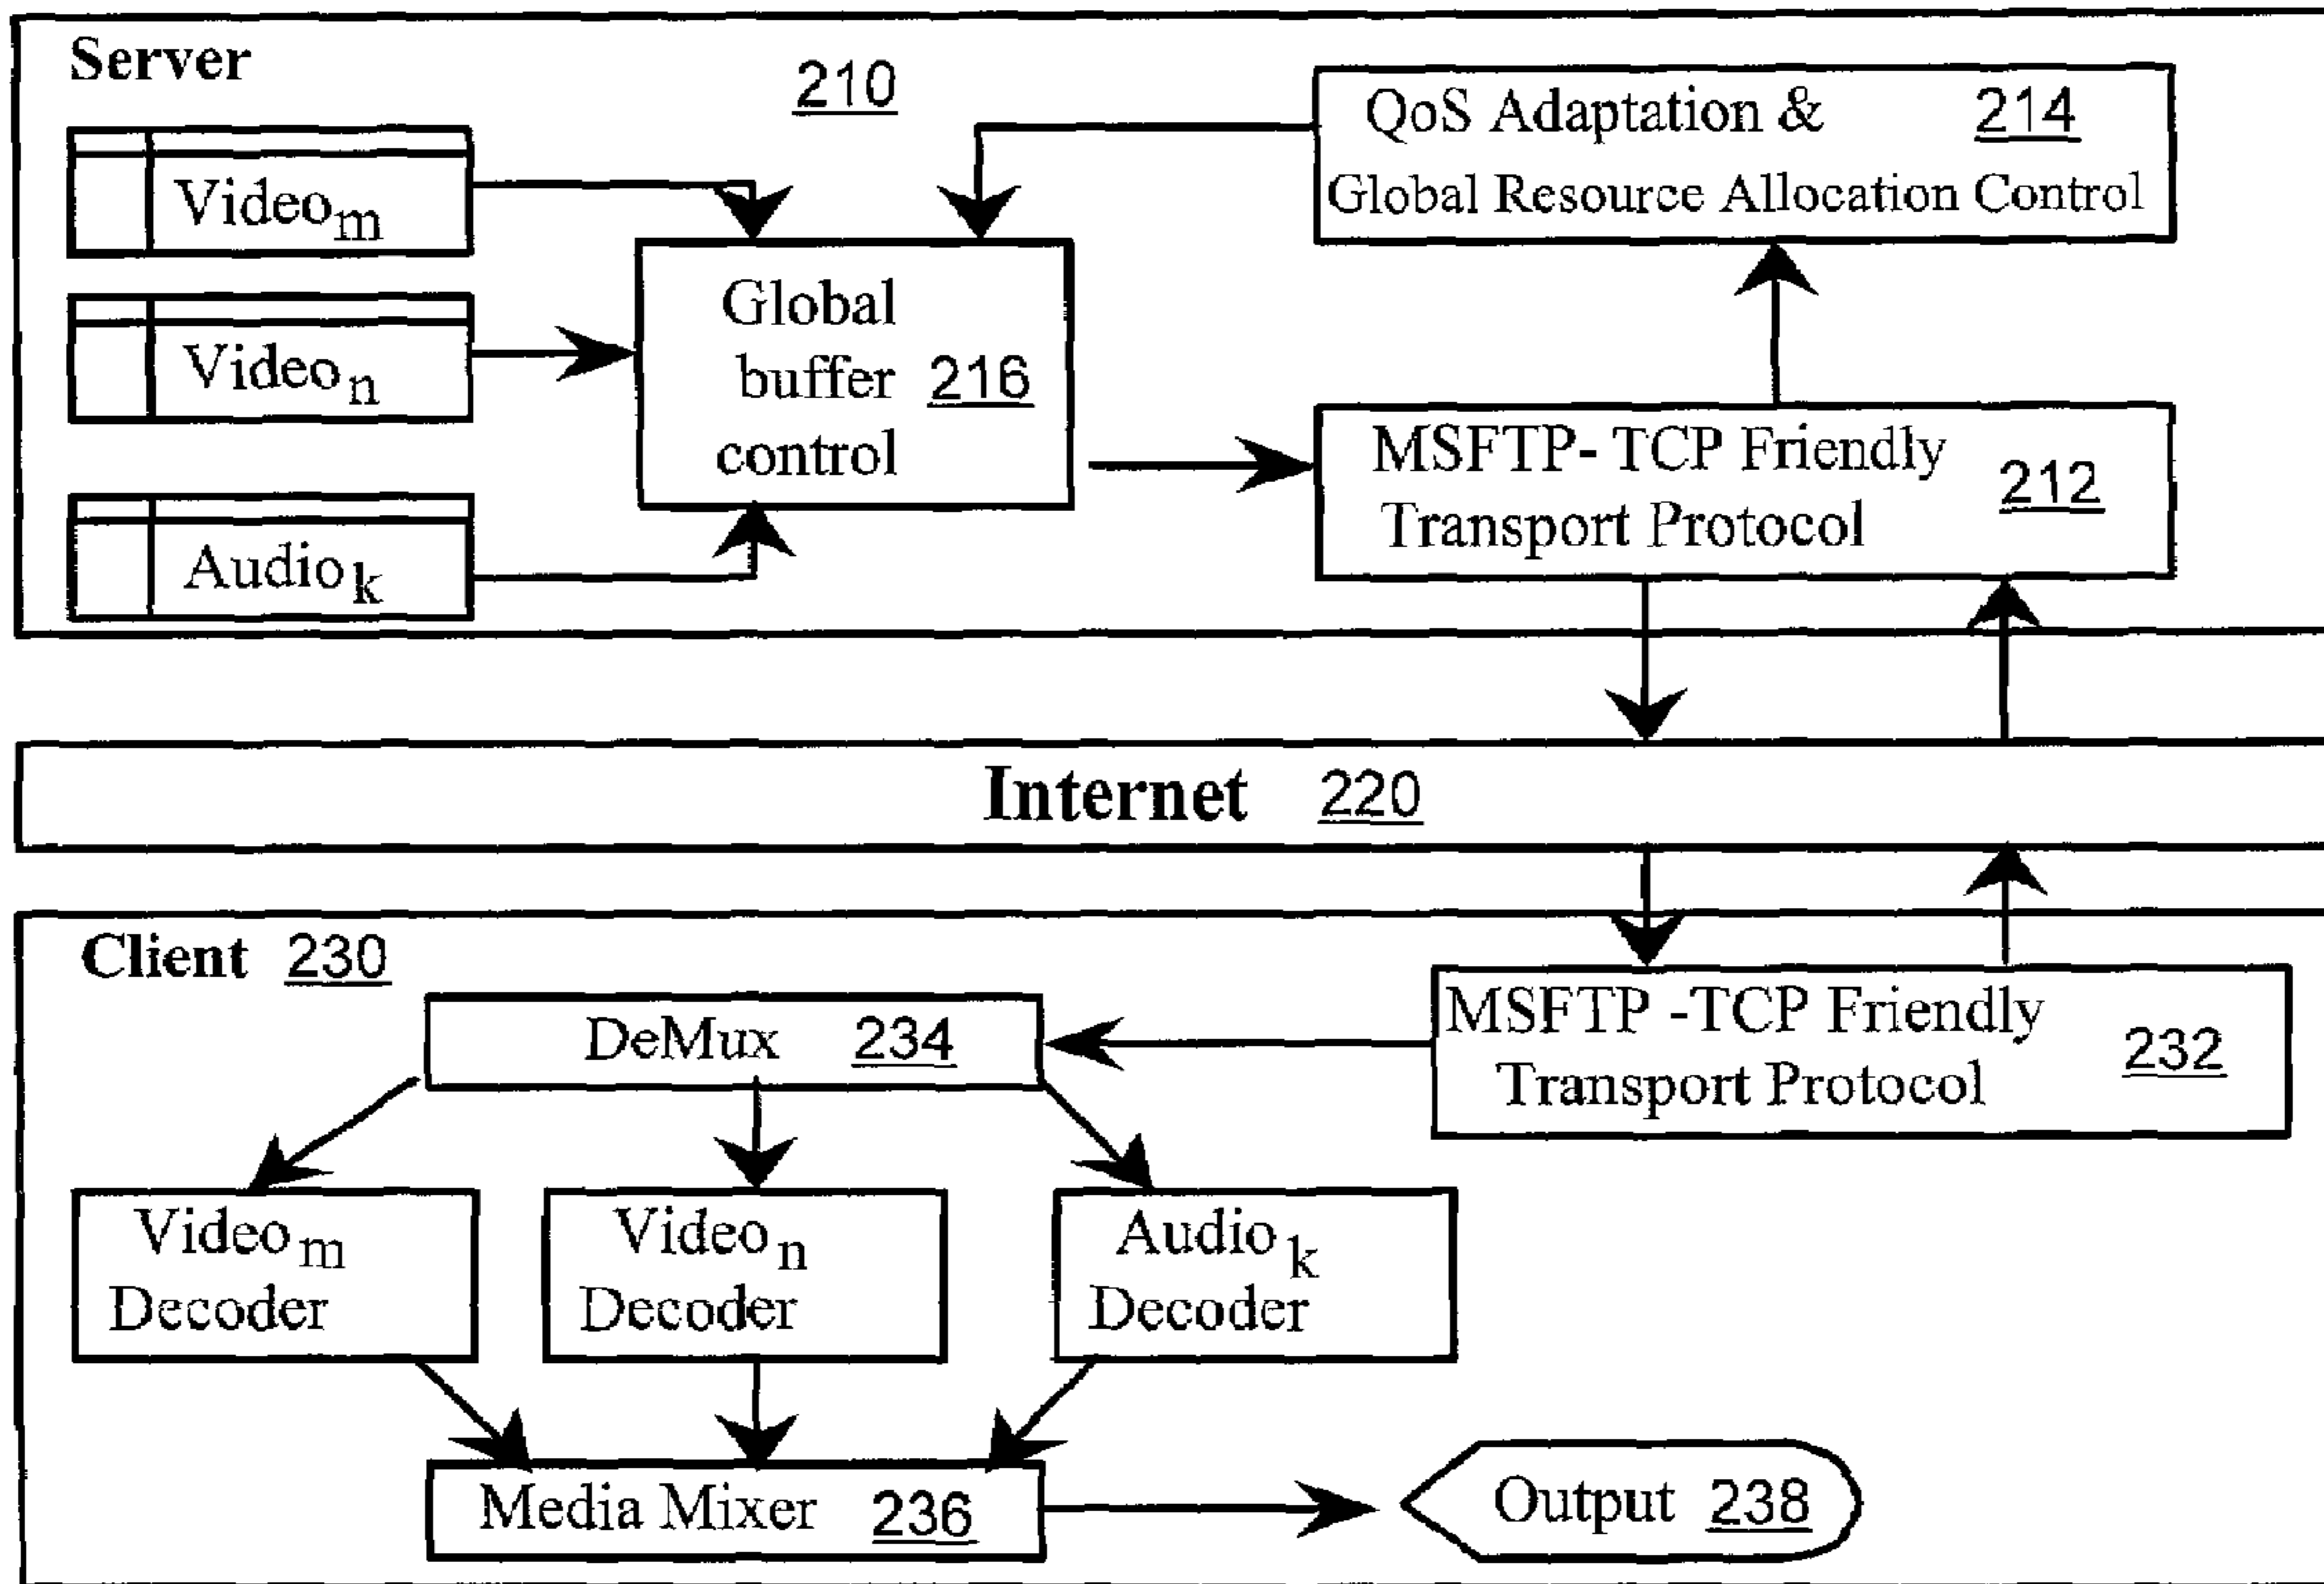 Server
210
QoS Adaptation & 214
Global Resource Allocation Control
Videom
Videon
Audiok
Global
buffer 216
control
MSFTP- TCP Friendly
Transport Protocol 212
Internet 220
Client 230
DeMux 234
MSFTP -TCP Friendly
Transport Protocol 232
Videom
Decoder
Videon
Decoder
Audiok
Decoder
Media Mixer 236
Output 238